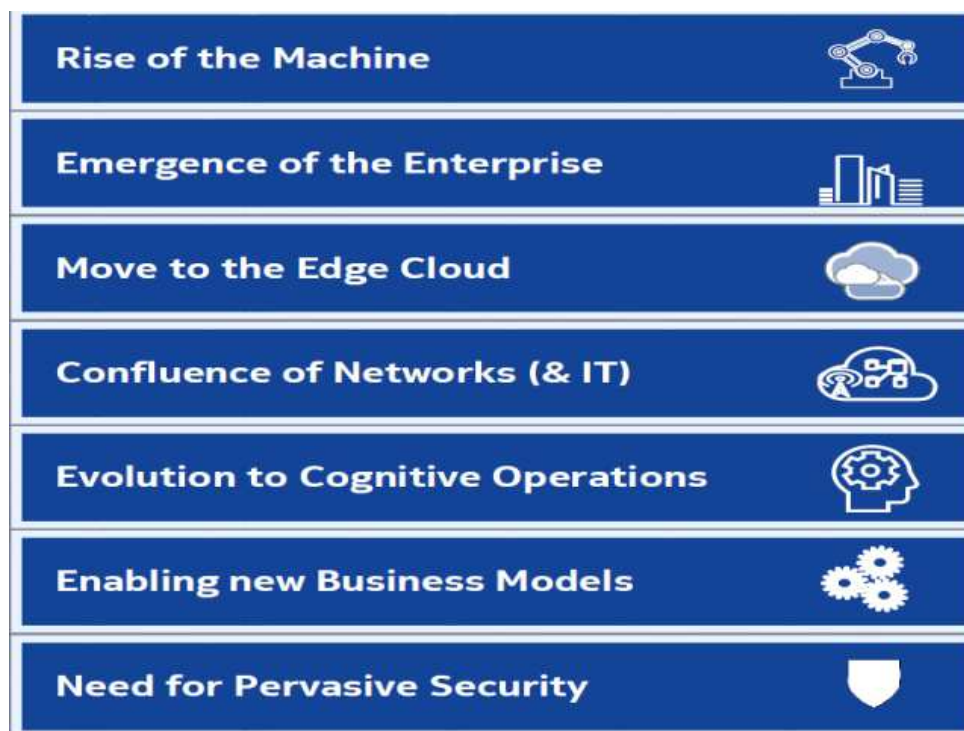 Rise of the Machine
Emergence of the Enterprise
Move to the Edge Cloud
Confluence of Networks (& IT)
Evolution to Cognitive Operations
Enabling new Business Models
Need for Pervasive Security